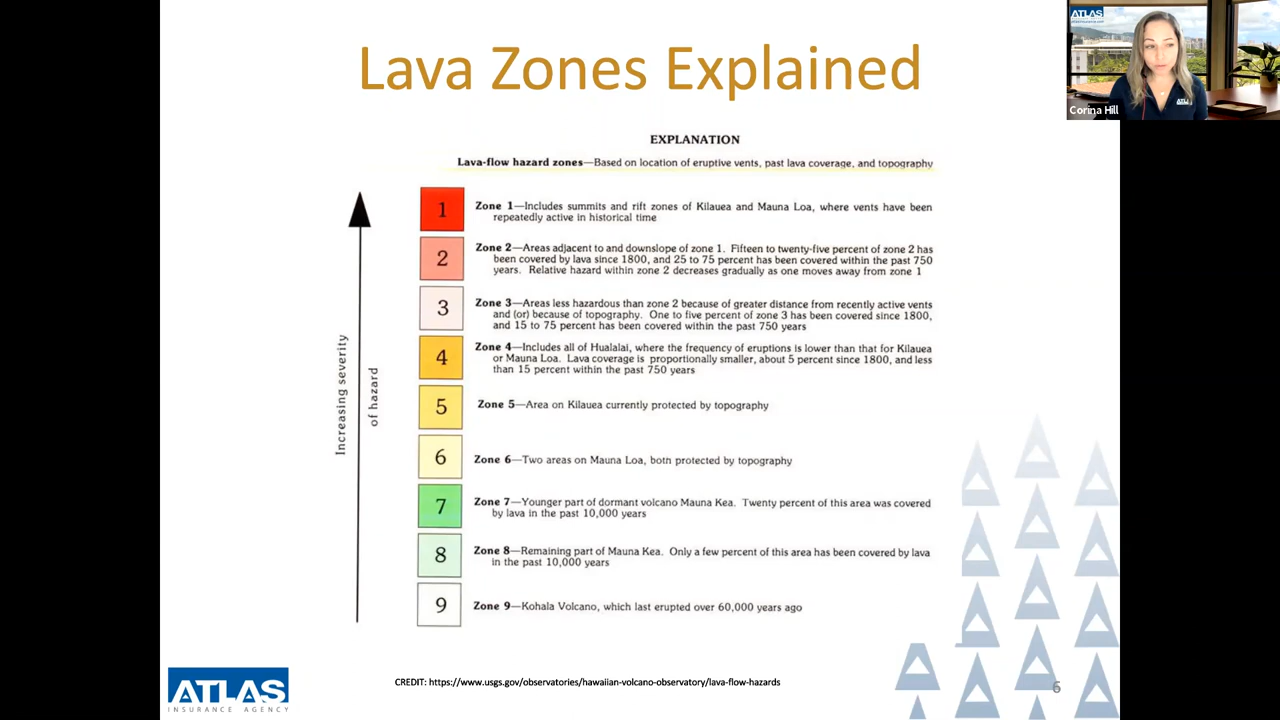 Lava Zones Explained
ATLAS
Corina Hill
ATLAS
EXPLANATION
Lava-flow hazard zones—Based on location of eruptive vents, past lava coverage, and topography
Increasing severity
of hazard
1
Zone 1—Includes summits and rift zones of Kilauea and Mauna Loa, where vents have been
repeatedly active in historical time
2
Zone 2—Areas adjacent to and downslope of zone 1. Fifteen to twenty-five percent of zone 2 has
been covered by lava since 1800, and 25 to 75 percent has been covered within the past 750
years. Relative hazard within zone 2 decreases gradually as one moves away from zone 1
3
Zone 3—Areas less hazardous than zone 2 because of greater distance from recently active vents
and (or) because of topography. One to five percent of zone 3 has been covered since 1800,
and 15 to 75 percent has been covered within the past 750 years
4
Zone 4—Includes all of Hualalai, where the frequency of eruptions is lower than that for Kilauea
or Mauna Loa. Lava coverage is proportionally smaller, about 5 percent since 1800, and less
than 15 percent within the past 750 years
5
Zone 5—Area on Kilauea currently protected by topography
6
Zone 6—Two areas on Mauna Loa, both protected by topography
7
Zone 7—Younger part of dormant volcano Mauna Kea. Twenty percent of this area was covered
by lava in the past 10,000 years
8
Zone 8—Remaining part of Mauna Kea. Only a few percent of this area has been covered by lava
in the past 10,000 years
9
Zone 9—Kohala Volcano, which last erupted over 60,000 years ago
ATLAS
INSURANCE AGENCY
CREDIT: https://www.usgs.gov/observatories/hawaiian-volcano-observatory/lava-flow-hazards
6